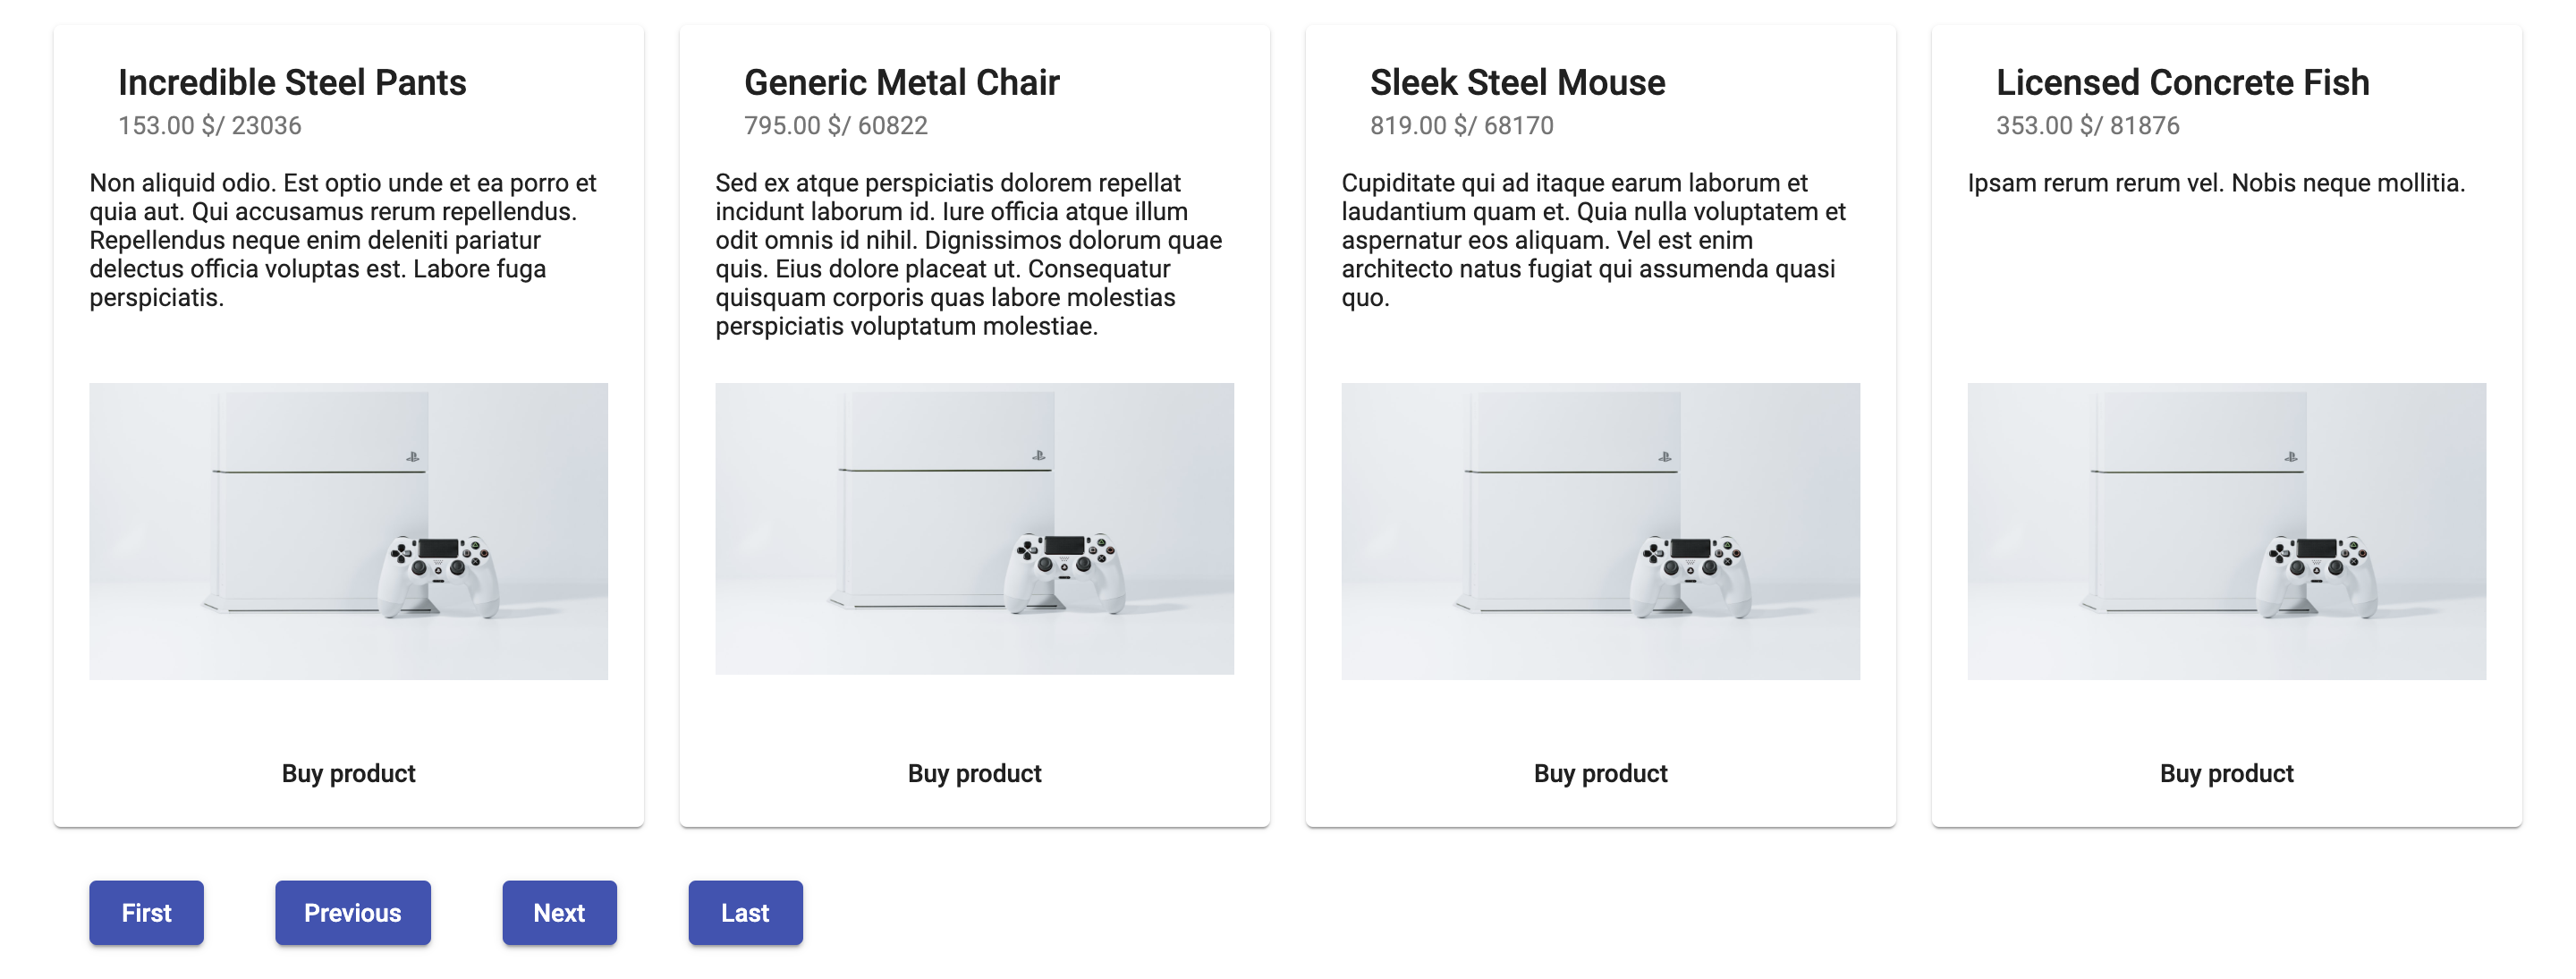 Incredible Steel Pants
153.00 $/ 23036
Non aliquid odio. Est optio unde et ea porro et
quia aut. Qui accusamus rerum repellendus.
Repellendus neque enim deleniti pariatur
delectus officia voluptas est. Labore fuga
perspiciatis.
Buy product
Generic Metal Chair
795.00 $/ 60822
Sed ex atque perspiciatis dolorem repellat
incidunt laborum id. Iure officia atque illum
odit omnis id nihil. Dignissimos dolorum quae
quis. Eius dolore placeat ut. Consequatur
quisquam corporis quas labore molestias
perspiciatis voluptatum molestiae.
Buy product
Sleek Steel Mouse
819.00 $/ 68170
Cupiditate qui ad itaque earum laborum et
laudantium quam et. Quia nulla voluptatem et
aspernatur eos aliquam. Vel est enim
architecto natus fugiat qui assumenda quasi
quo.
Buy product
Licensed Concrete Fish
353.00 $/ 81876
Ipsam rerum rerum vel. Nobis neque mollitia.
Buy product
First
Previous
Next
Last